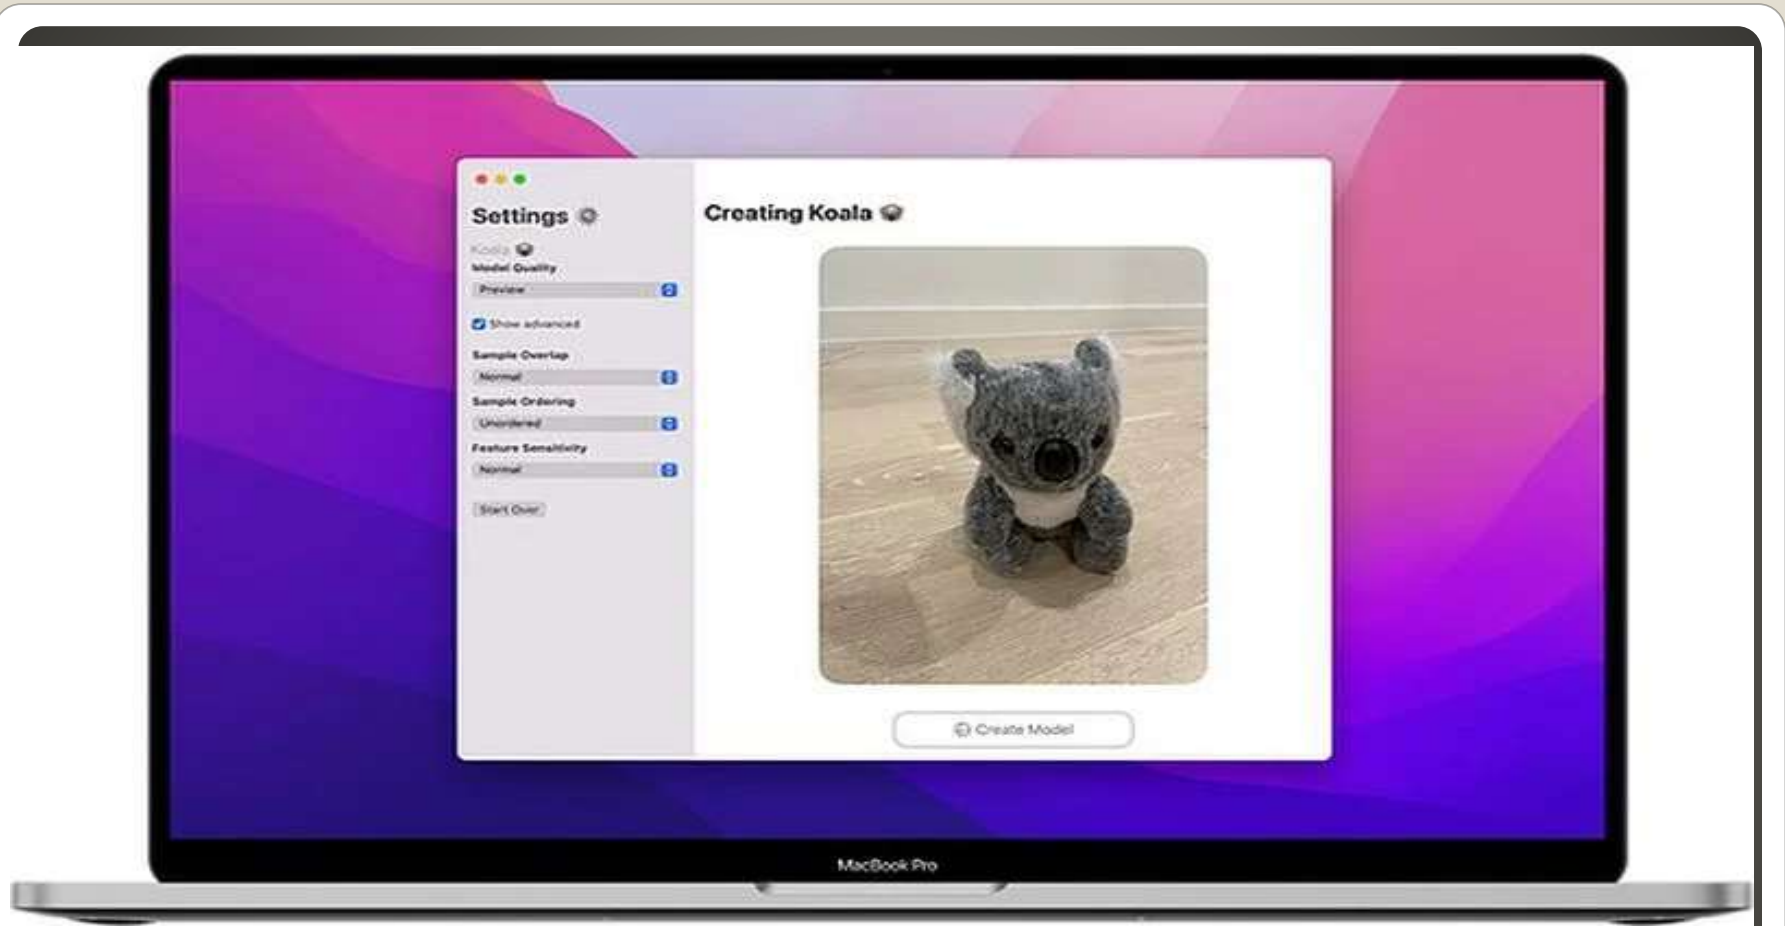 Settings
Koala
Model Quality
Preview
Show advanced
Sample Overlap
Normal
Sample Ordering
Unordered
Feature Sensitivity
Normal
Start Over
Creating Koala
Create Model
MacBook Pro